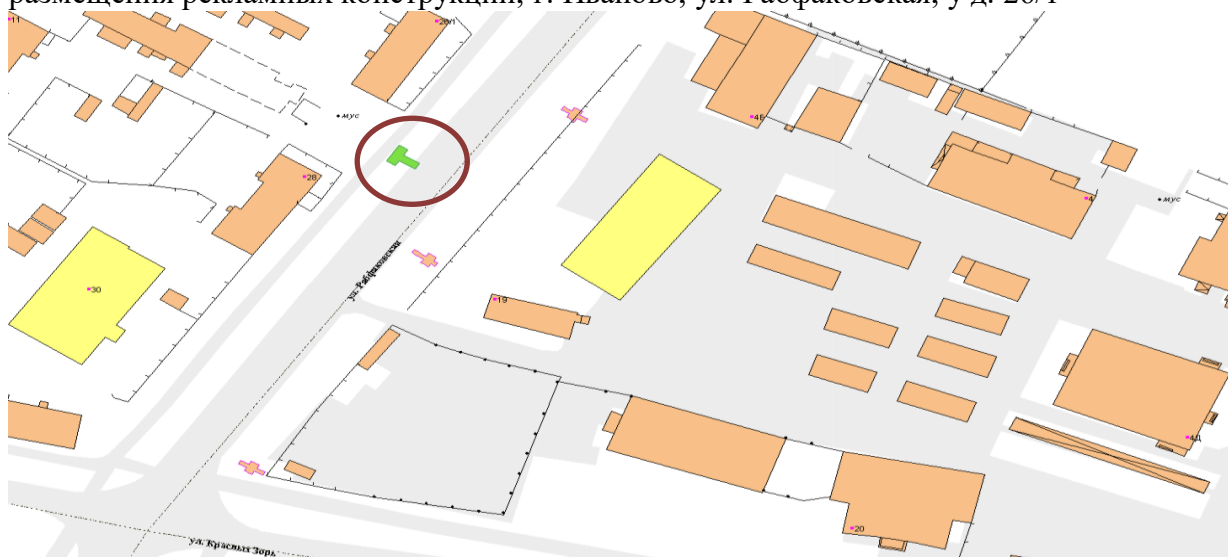 размещения рекламных конструкций, г. Иваново, ул. Рабфаковская, у д. 26/1
11
26/1
мус
4Б
28
4
мус
ул. Рабфаковская
30
19
4Д
20
ул. Красных Зорь